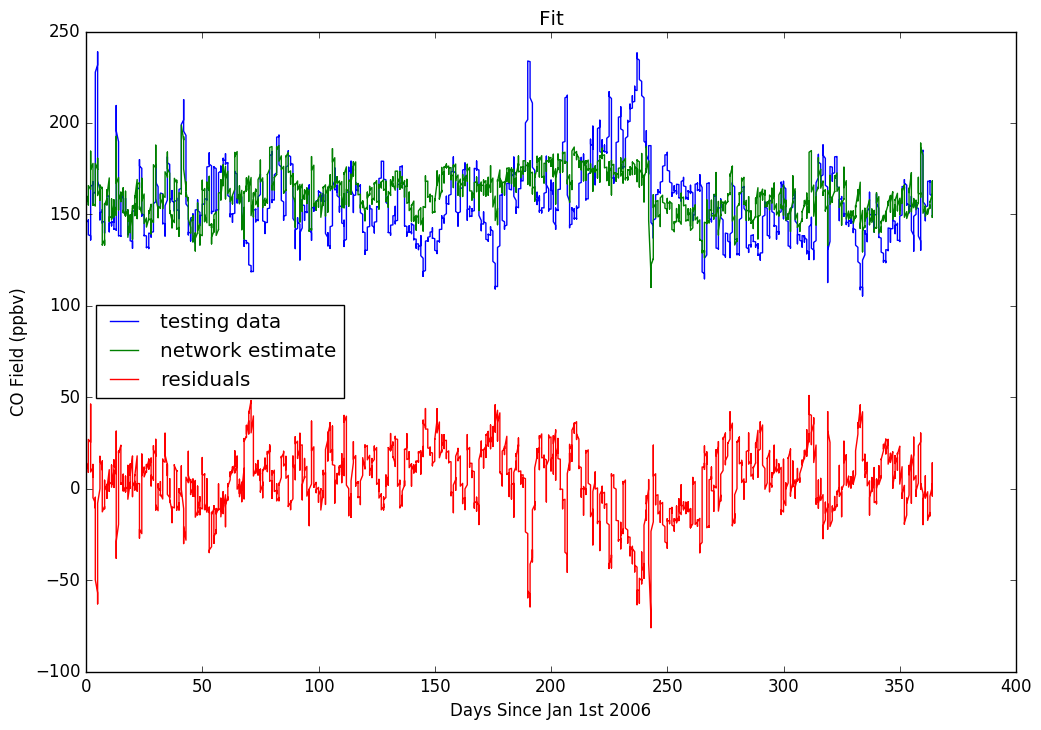 Fit
250
200
150
100
50
0
−50
−100
CO Field (ppbv)
testing data
network estimate
residuals
0 50 100 150 200 250 300 350 400
Days Since Jan 1st 2006